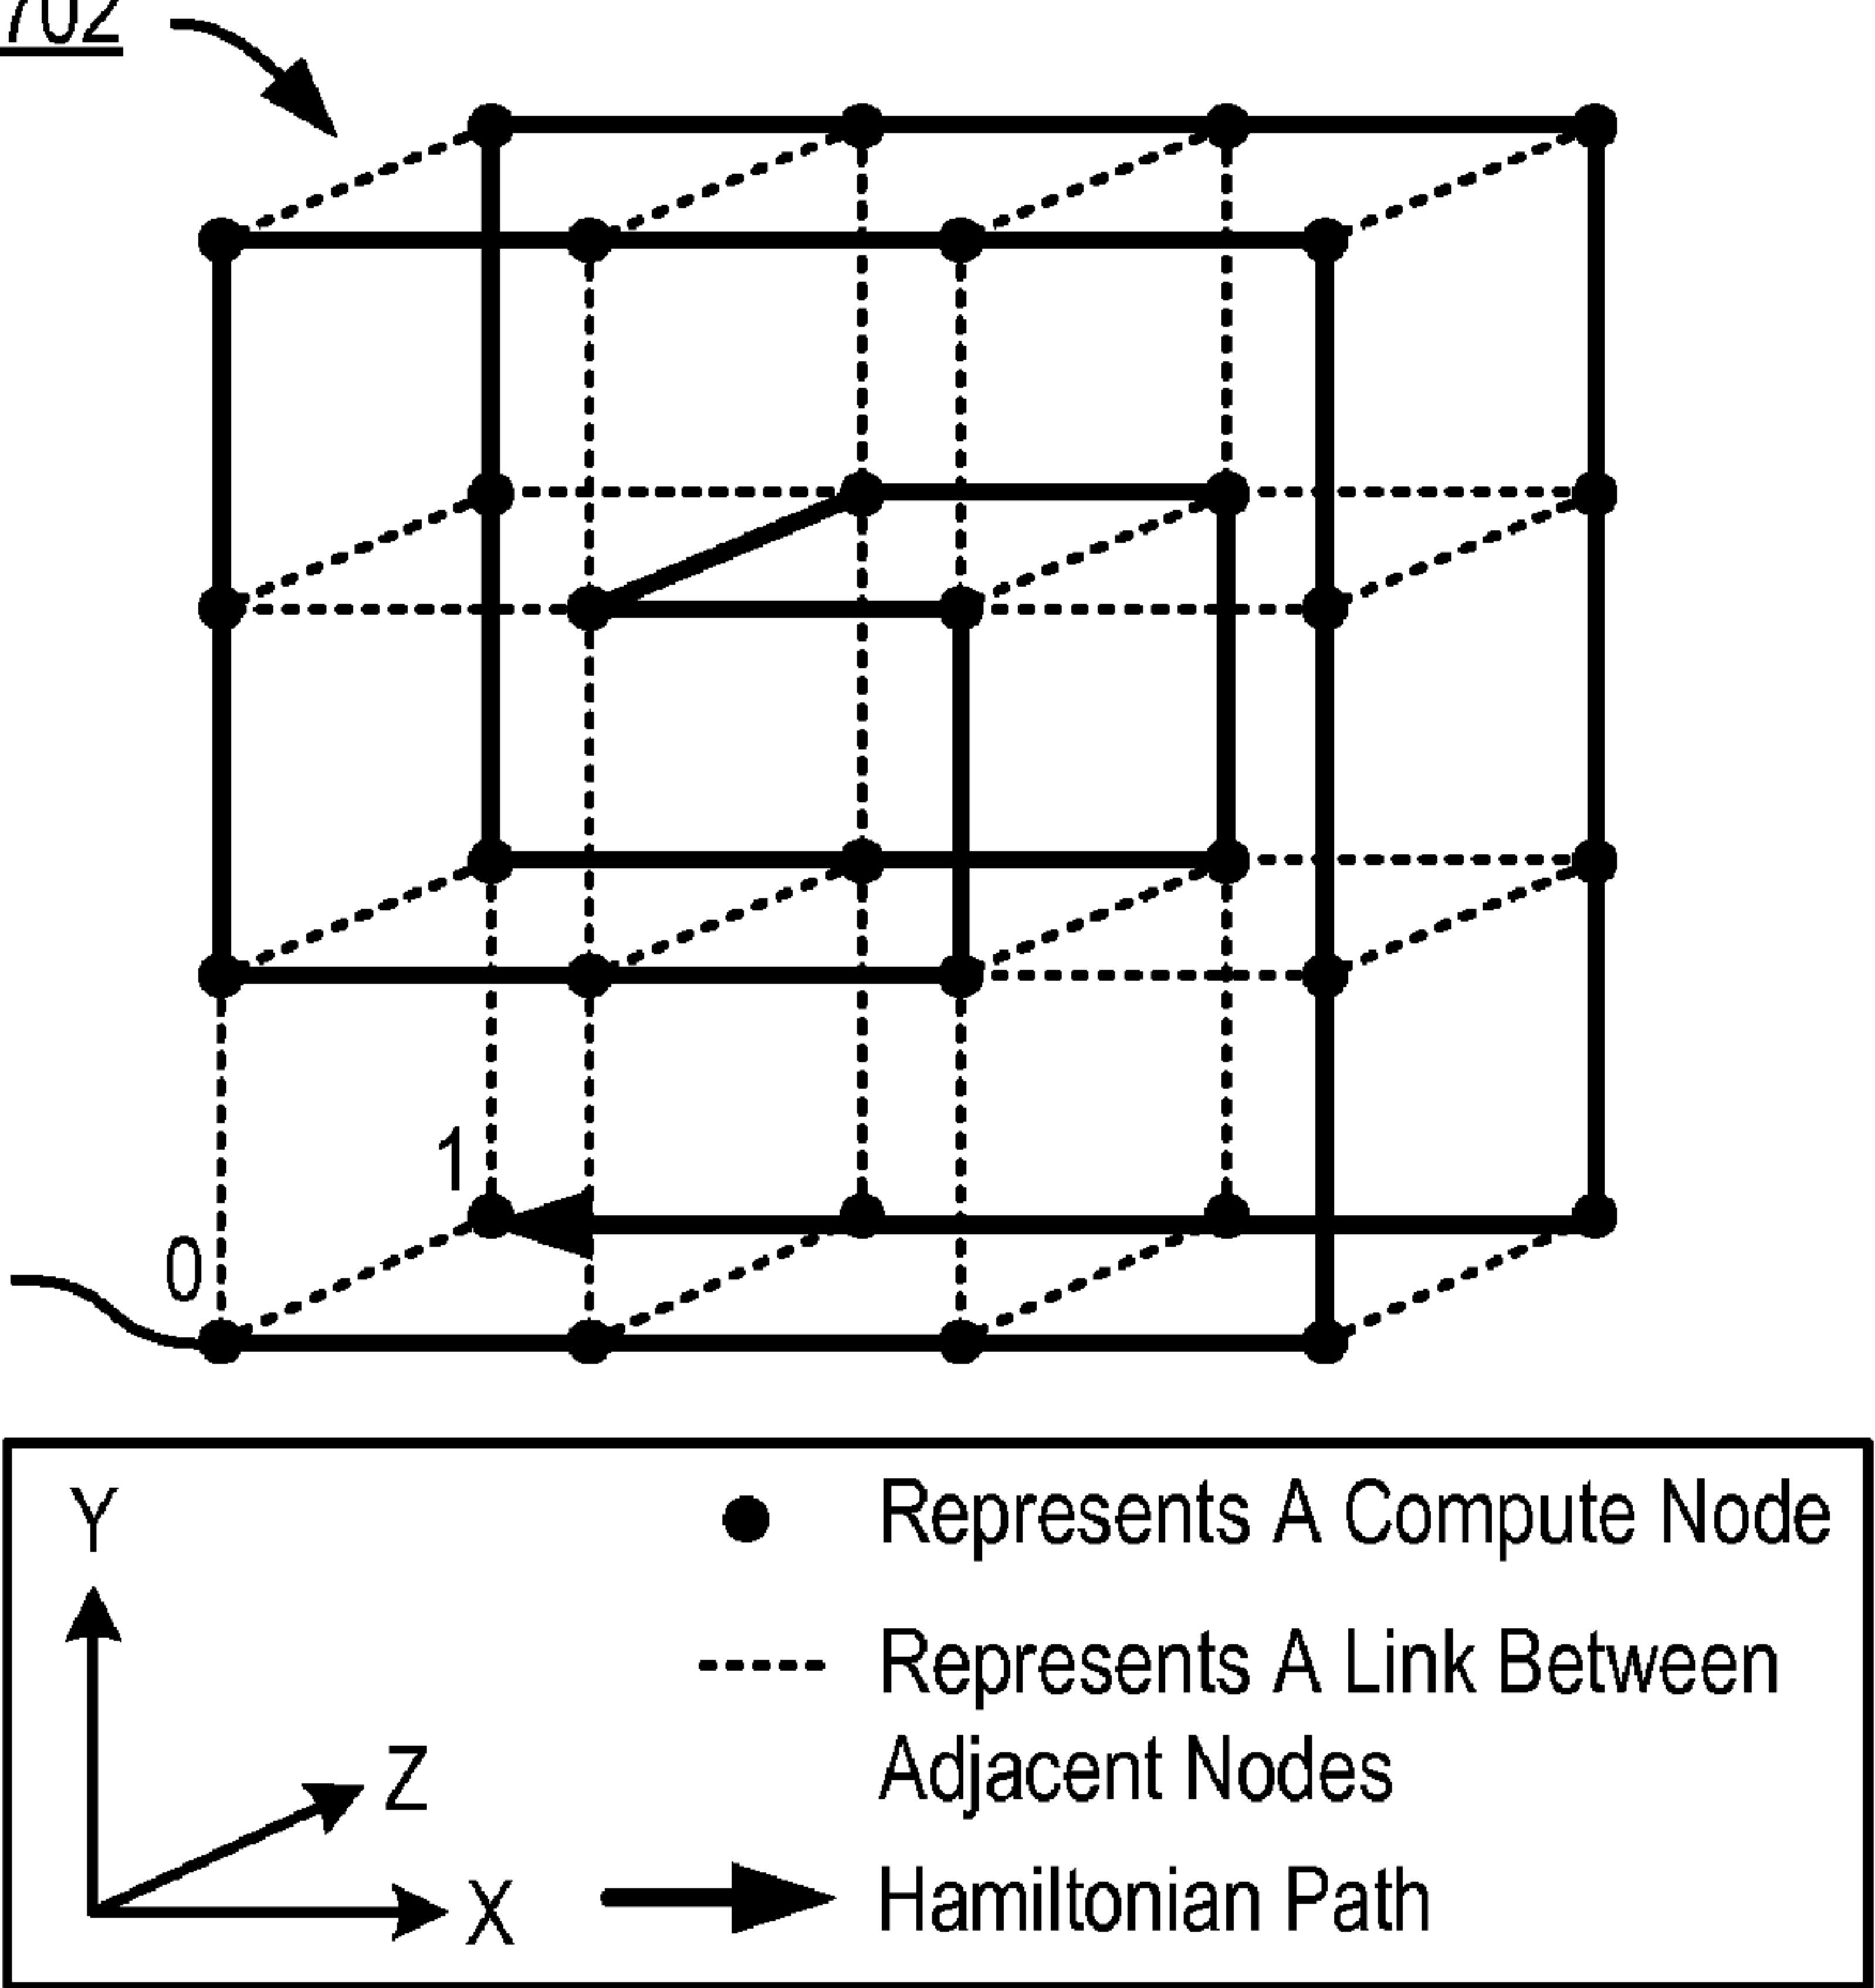 702
1
0
Y
Z
X
Represents A Compute Node
Represents A Link Between
Adjacent Nodes
Hamiltonian Path